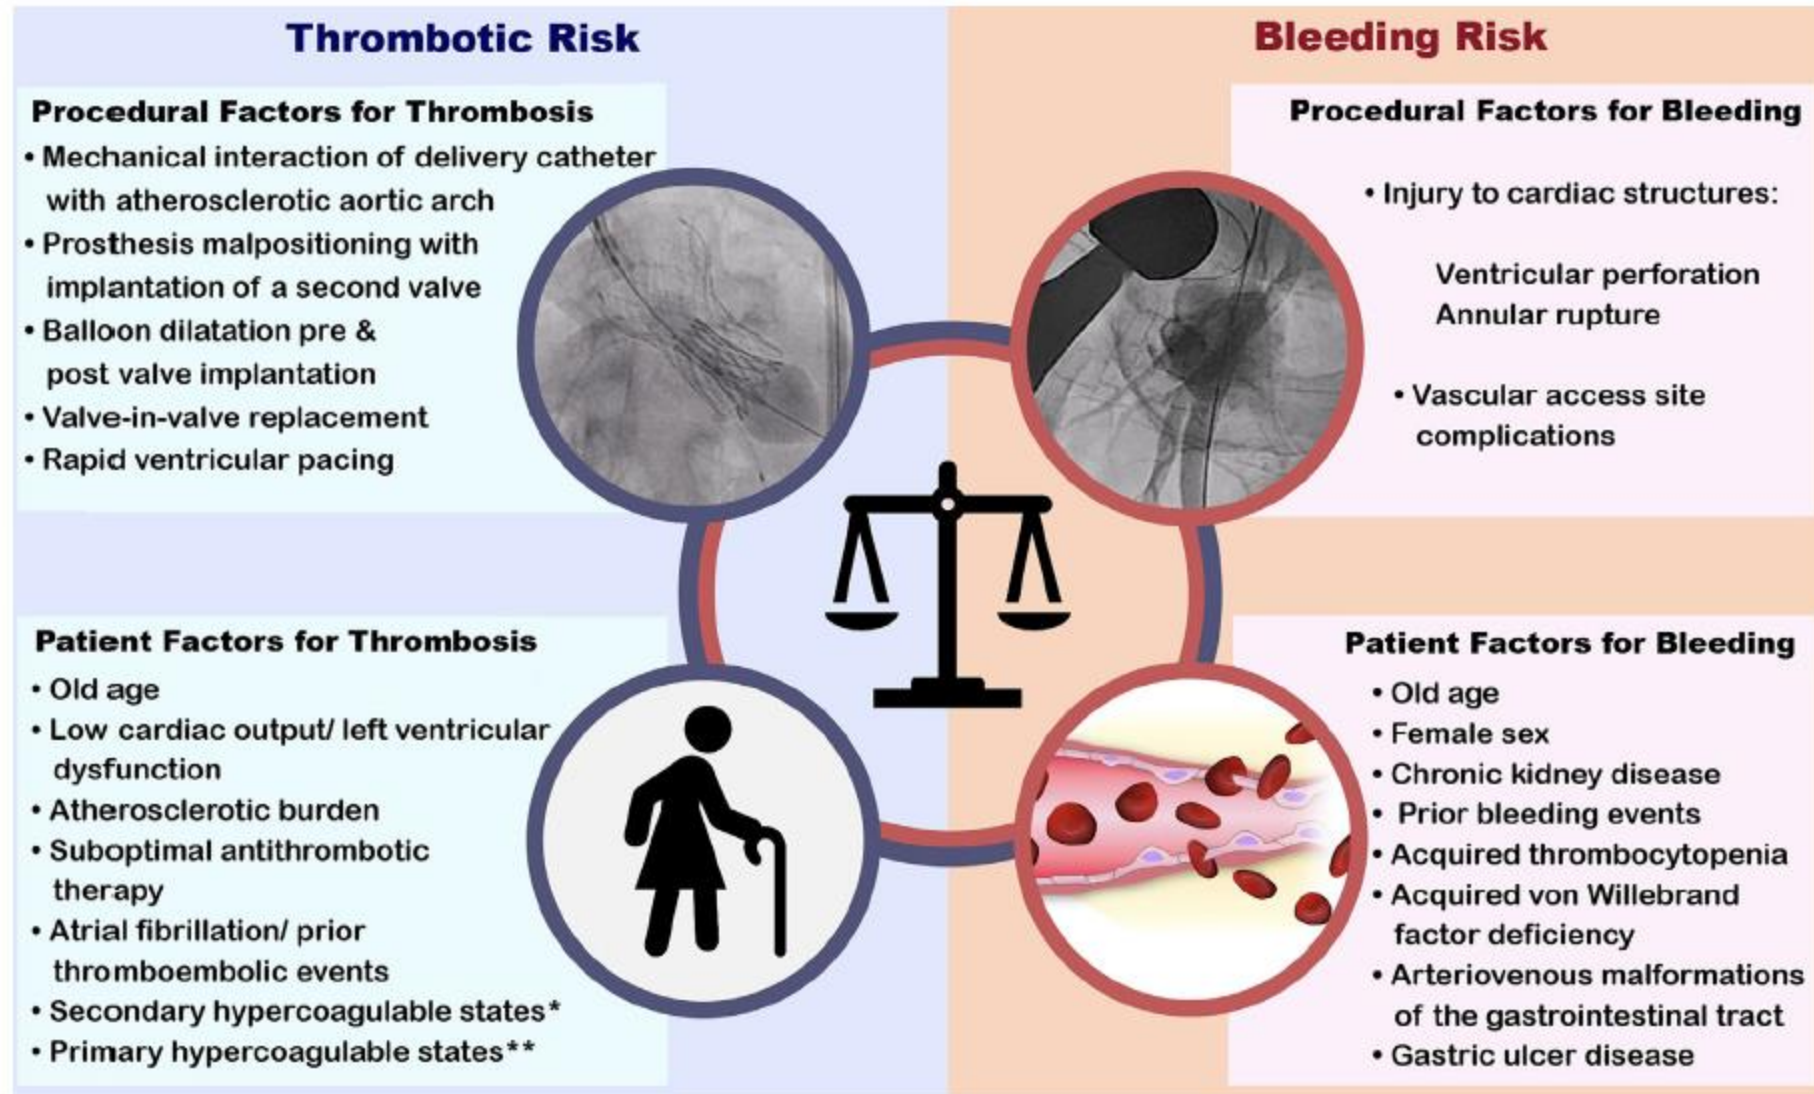 Thrombotic Risk
Procedural Factors for Thrombosis
• Mechanical interaction of delivery catheter
with atherosclerotic aortic arch
• Prosthesis malpositioning with
implantation of a second valve
• Balloon dilatation pre &
post valve implantation
• Valve-in-valve replacement
• Rapid ventricular pacing
Patient Factors for Thrombosis
• Old age
• Low cardiac output/ left ventricular
dysfunction
• Atherosclerotic burden
• Suboptimal antithrombotic
therapy
• Atrial fibrillation/ prior
thromboembolic events
• Secondary hypercoagulable states*
• Primary hypercoagulable states**
Bleeding Risk
Procedural Factors for Bleeding
• Injury to cardiac structures:
Ventricular perforation
Annular rupture
• Vascular access site
complications
Patient Factors for Bleeding
• Old age
• Female sex
• Chronic kidney disease
• Prior bleeding events
• Acquired thrombocytopenia
• Acquired von Willebrand
factor deficiency
• Arteriovenous malformations
of the gastrointestinal tract
• Gastric ulcer disease